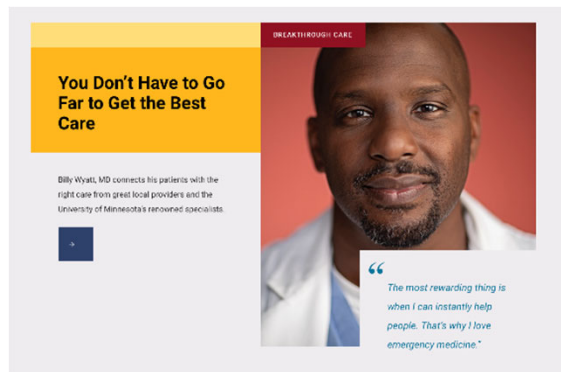 BREAKTHROUGH CARE
You Don't Have to Go
Far to Get the Best
Care
Billy Wyatt, MD connects his patients with the
right care from great local providers and the
University of Minnesota's renowned specialists.
→
“
The most rewarding thing is
when I can instantly help
people. That's why I love
emergency medicine."